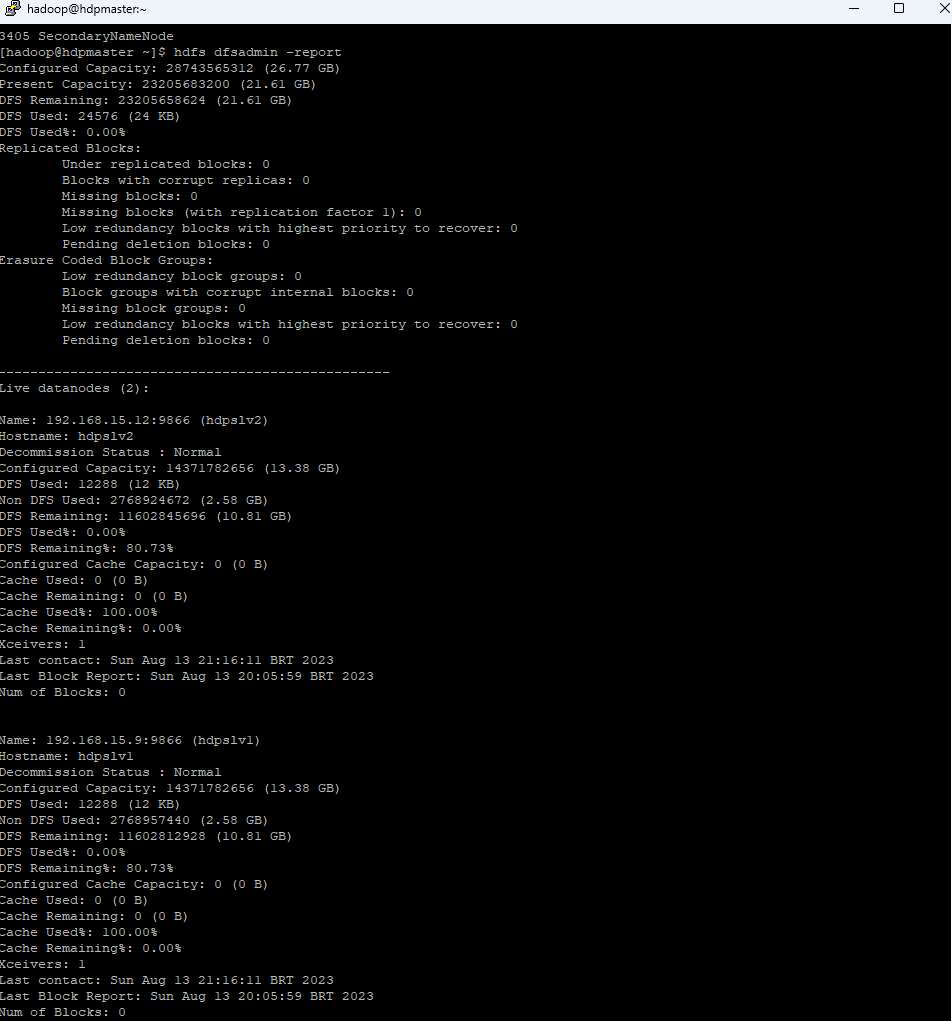 hadoop@hdpmaster:~
3405 SecondaryNameNode
[hadoop@hdpmaster ~]$ hdfs dfsadmin -report
Configured Capacity: 28743565312 (26.77 GB)
Present Capacity: 23205683200 (21.61 GB)
DFS Remaining: 23205658624 (21.61 GB)
DFS Used: 24576 (24 KB)
DFS Used%: 0.00%
Replicated Blocks:
Under replicated blocks: 0
Blocks with corrupt replicas: 0
Missing blocks: 0
Missing blocks (with replication factor 1): 0
Low redundancy blocks with highest priority to recover: 0
Pending deletion blocks: 0
Erasure Coded Block Groups:
Low redundancy block groups: 0
Block groups with corrupt internal blocks: 0
Missing block groups: 0
Low redundancy blocks with highest priority to recover: 0
Pending deletion blocks: 0
-------------------------------------------------
Live datanodes (2):
Name: 192.168.15.12:9866 (hdpslv2)
Hostname: hdpslv2
Decommission Status : Normal
Configured Capacity: 14371782656 (13.38 GB)
DFS Used: 12288 (12 KB)
Non DFS Used: 2768924672 (2.58 GB)
DFS Remaining: 11602845696 (10.81 GB)
DFS Used%: 0.00%
DFS Remaining%: 80.73%
Configured Cache Capacity: 0 (0 B)
Cache Used: 0 (0 B)
Cache Remaining: 0 (0 B)
Cache Used%: 100.00%
Cache Remaining%: 0.00%
Xceivers: 1
Last contact: Sun Aug 13 21:16:11 BRT 2023
Last Block Report: Sun Aug 13 20:05:59 BRT 2023
Num of Blocks: 0
Name: 192.168.15.9:9866 (hdpslv1)
Hostname: hdpslv1
Decommission Status : Normal
Configured Capacity: 14371782656 (13.38 GB)
DFS Used: 12288 (12 KB)
Non DFS Used: 2768957440 (2.58 GB)
DFS Remaining: 11602812928 (10.81 GB)
DFS Used%: 0.00%
DFS Remaining%: 80.73%
Configured Cache Capacity: 0 (0 B)
Cache Used: 0 (0 B)
Cache Remaining: 0 (0 B)
Cache Used%: 100.00%
Cache Remaining%: 0.00%
Xceivers: 1
Last contact: Sun Aug 13 21:16:11 BRT 2023
Last Block Report: Sun Aug 13 20:05:59 BRT 2023
Num of Blocks: 0